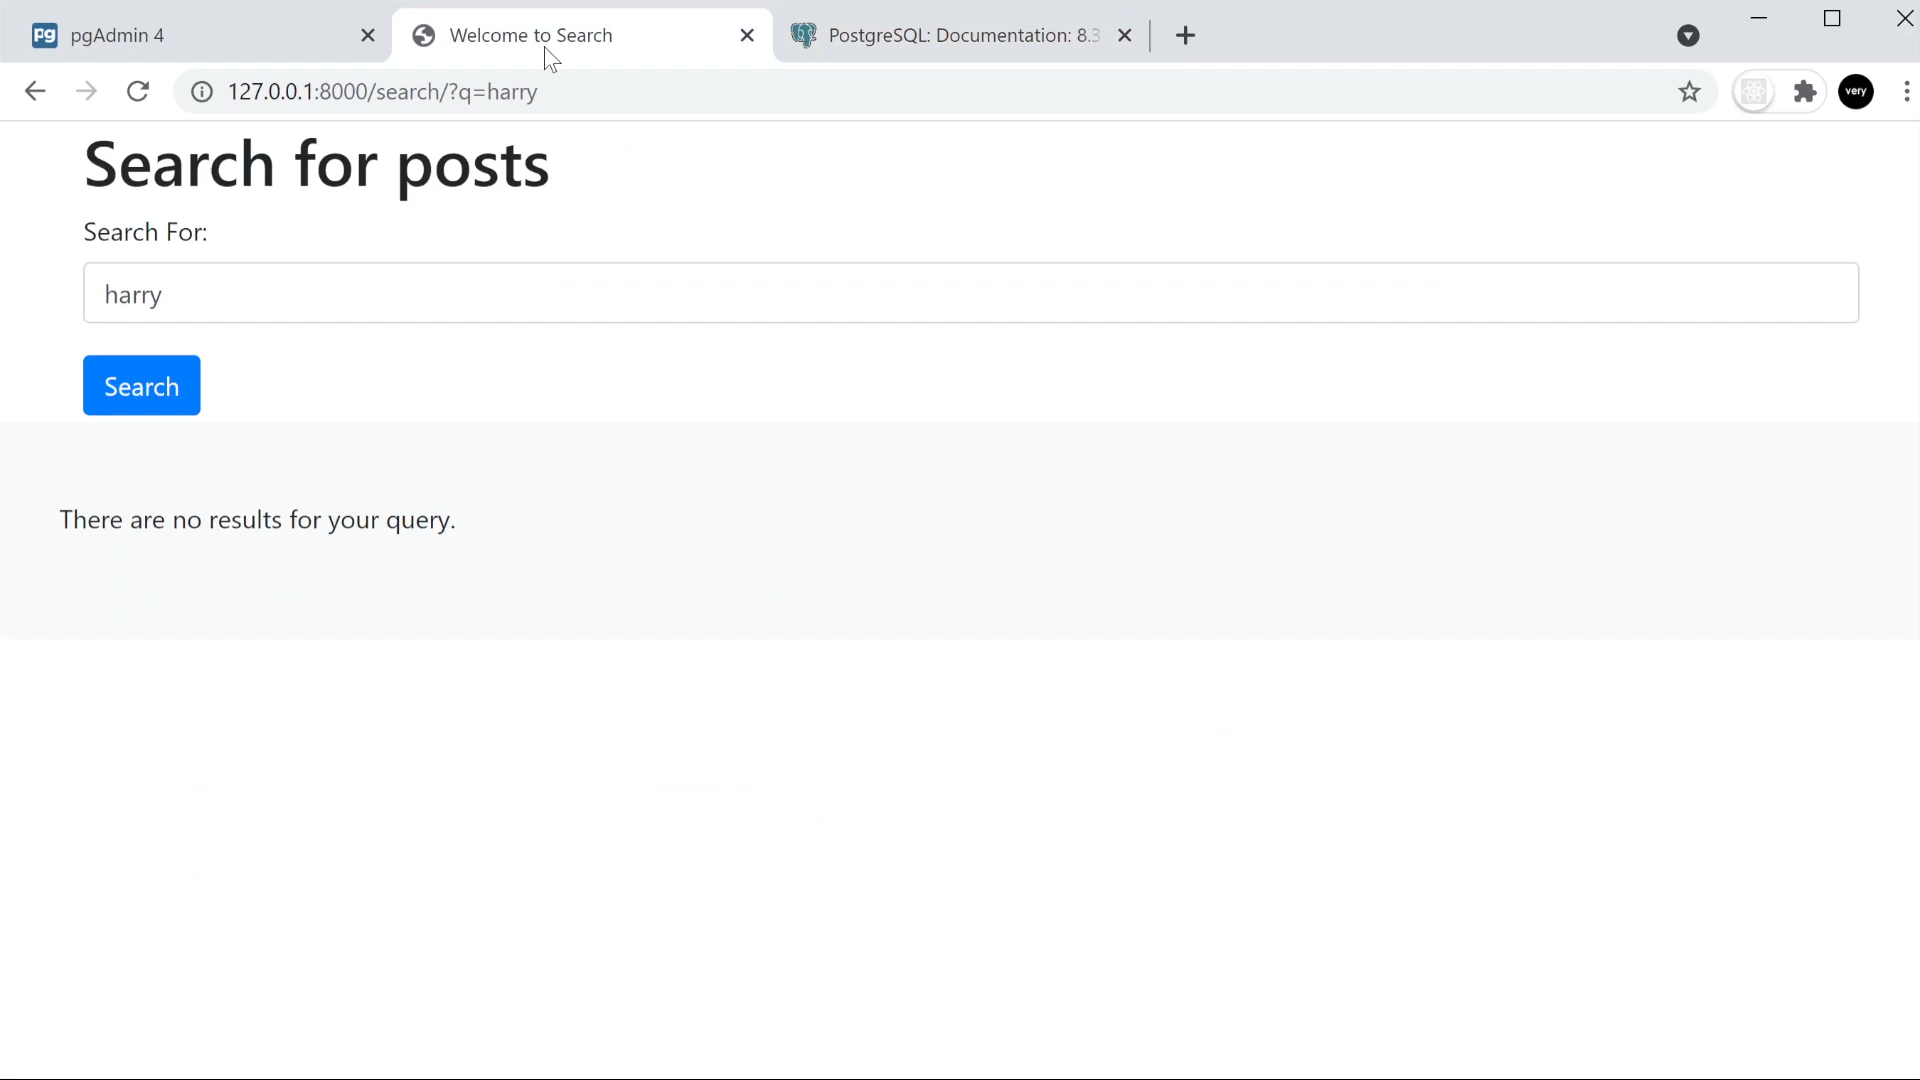 pgAdmin 4
Welcome to Search
PostgreSQL: Documentation: 8.3
127.0.0.1:8000/search/?q=harry
very
Search for posts
Search For:
harry
Search
There are no results for your query.